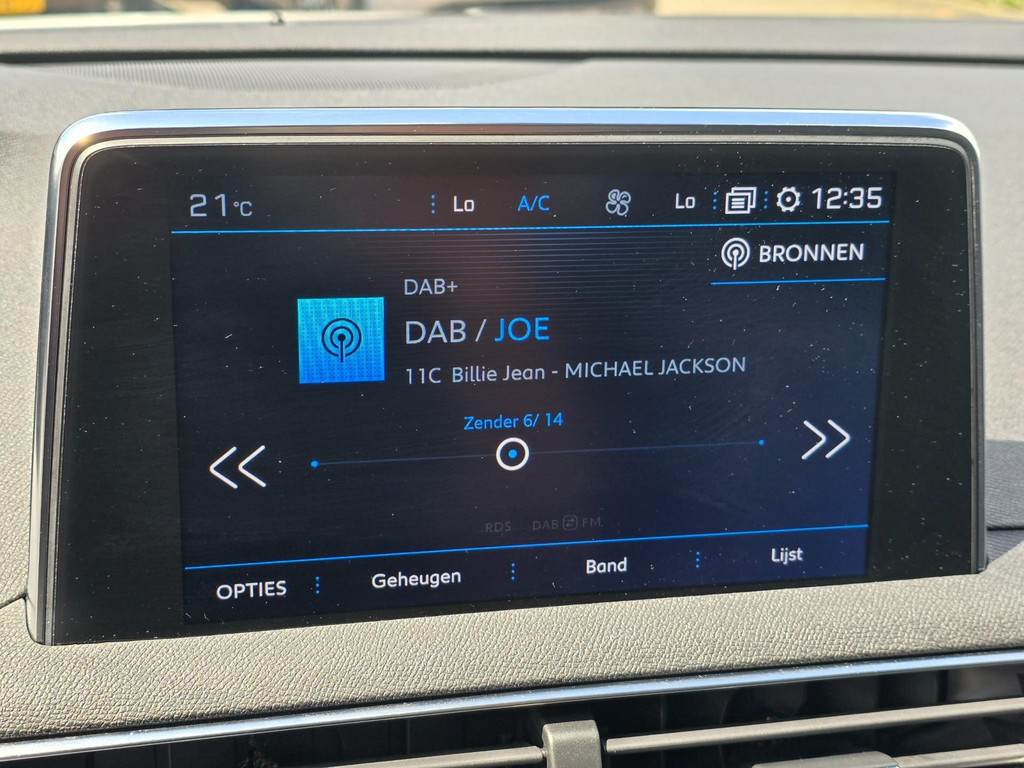 21°C Lo A/C Lo 12:35
BRONNEN
DAB+
DAB / JOE
11C Billie Jean - MICHAEL JACKSON
Zender 6/ 14
RDS DAB FM
OPTIES Geheugen Band Lijst